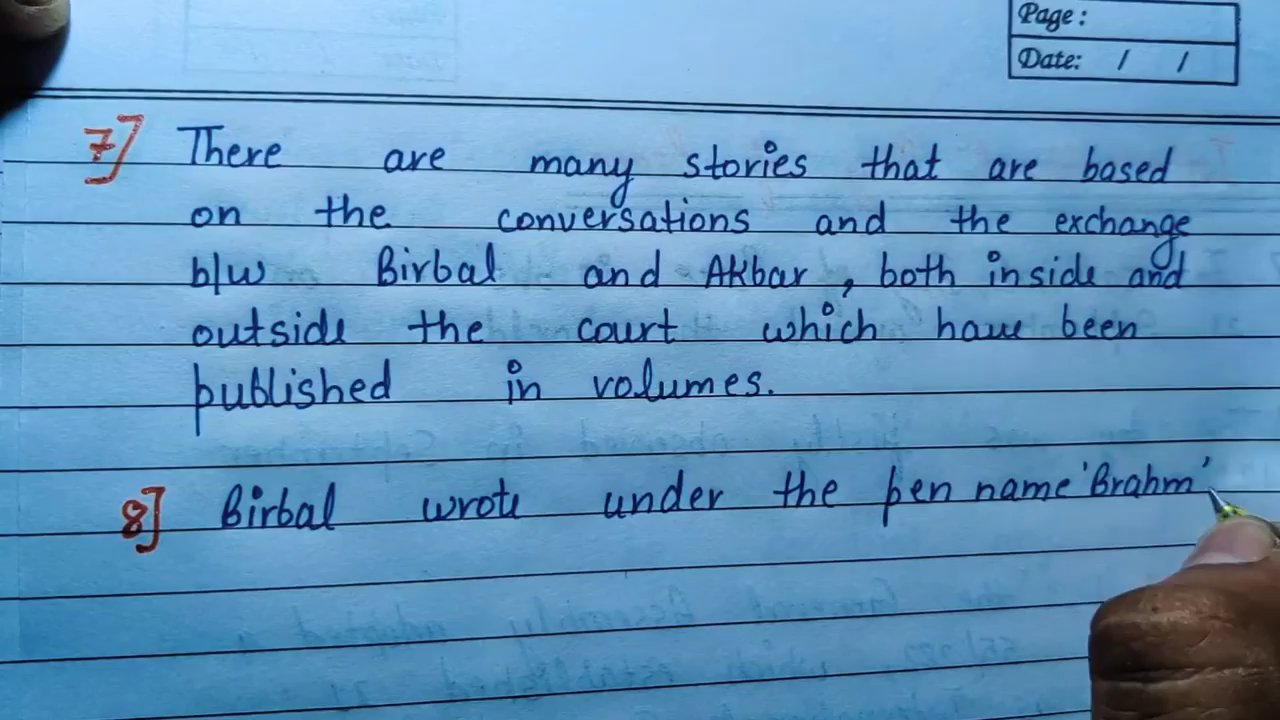 Page:
Date: / /
7] There are many stories that are based
on the conversations and the exchange
b/w Birbal and Akbar, both inside and
outside the court which have been
published in volumes.
8] Birbal wrote under the pen name 'Brahm'